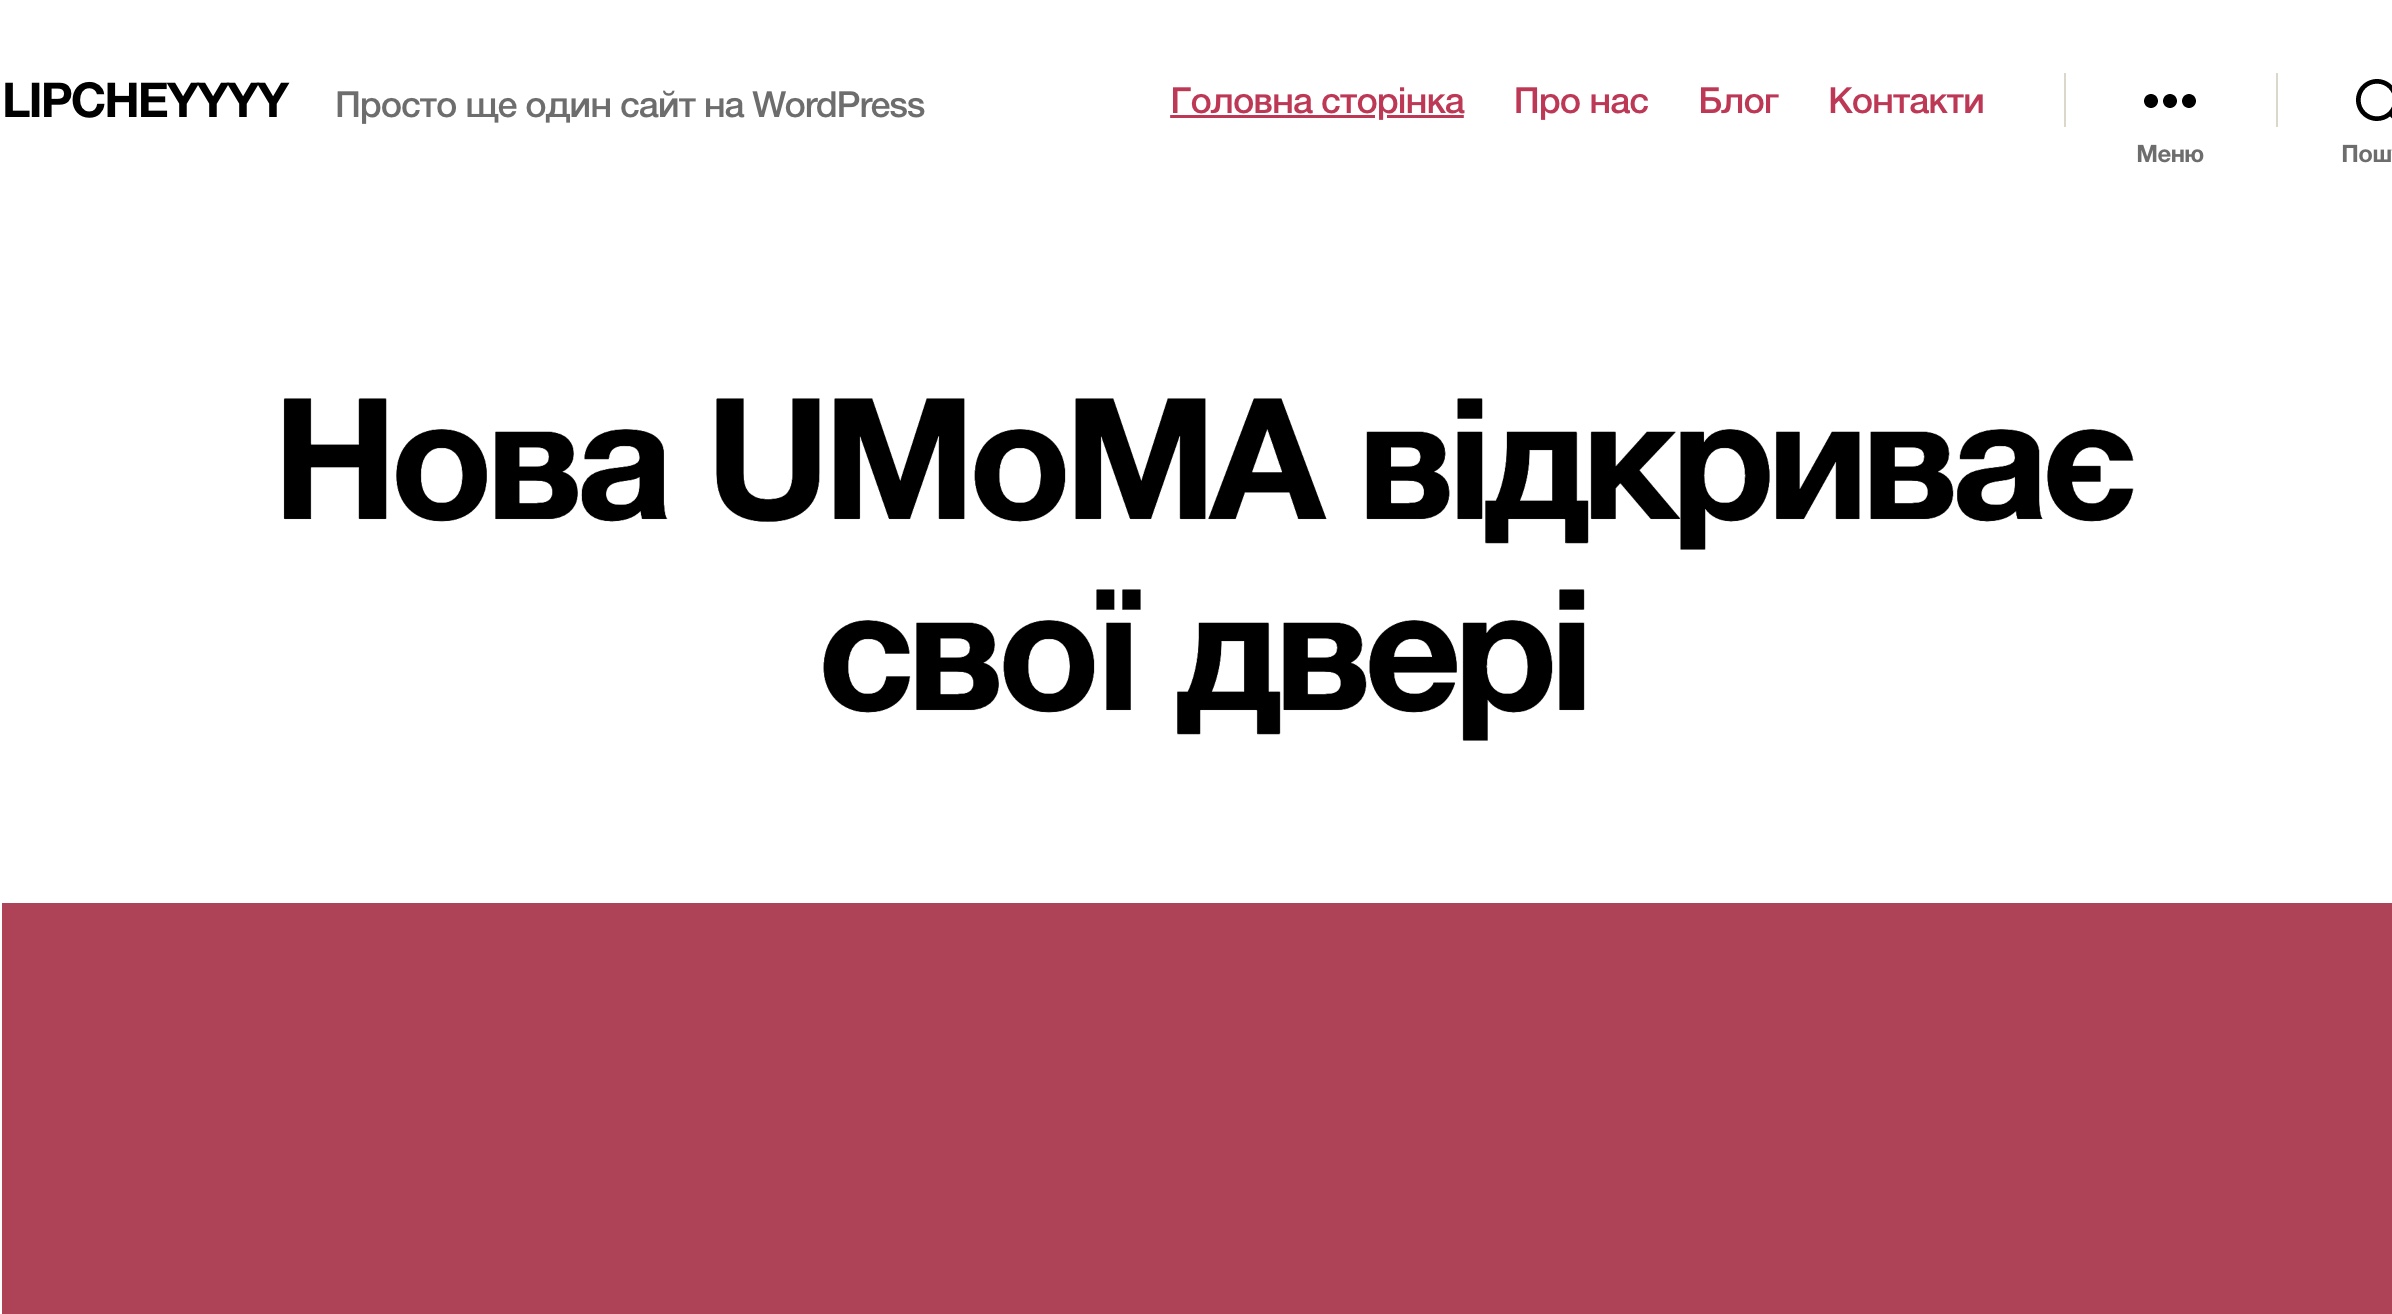 LIPCHEYYYY
Просто ще один сайт на WordPress
Головна сторінка
Про нас
Блог
Контакти
Меню
Пош
Нова UMoMA відкриває
свої двері